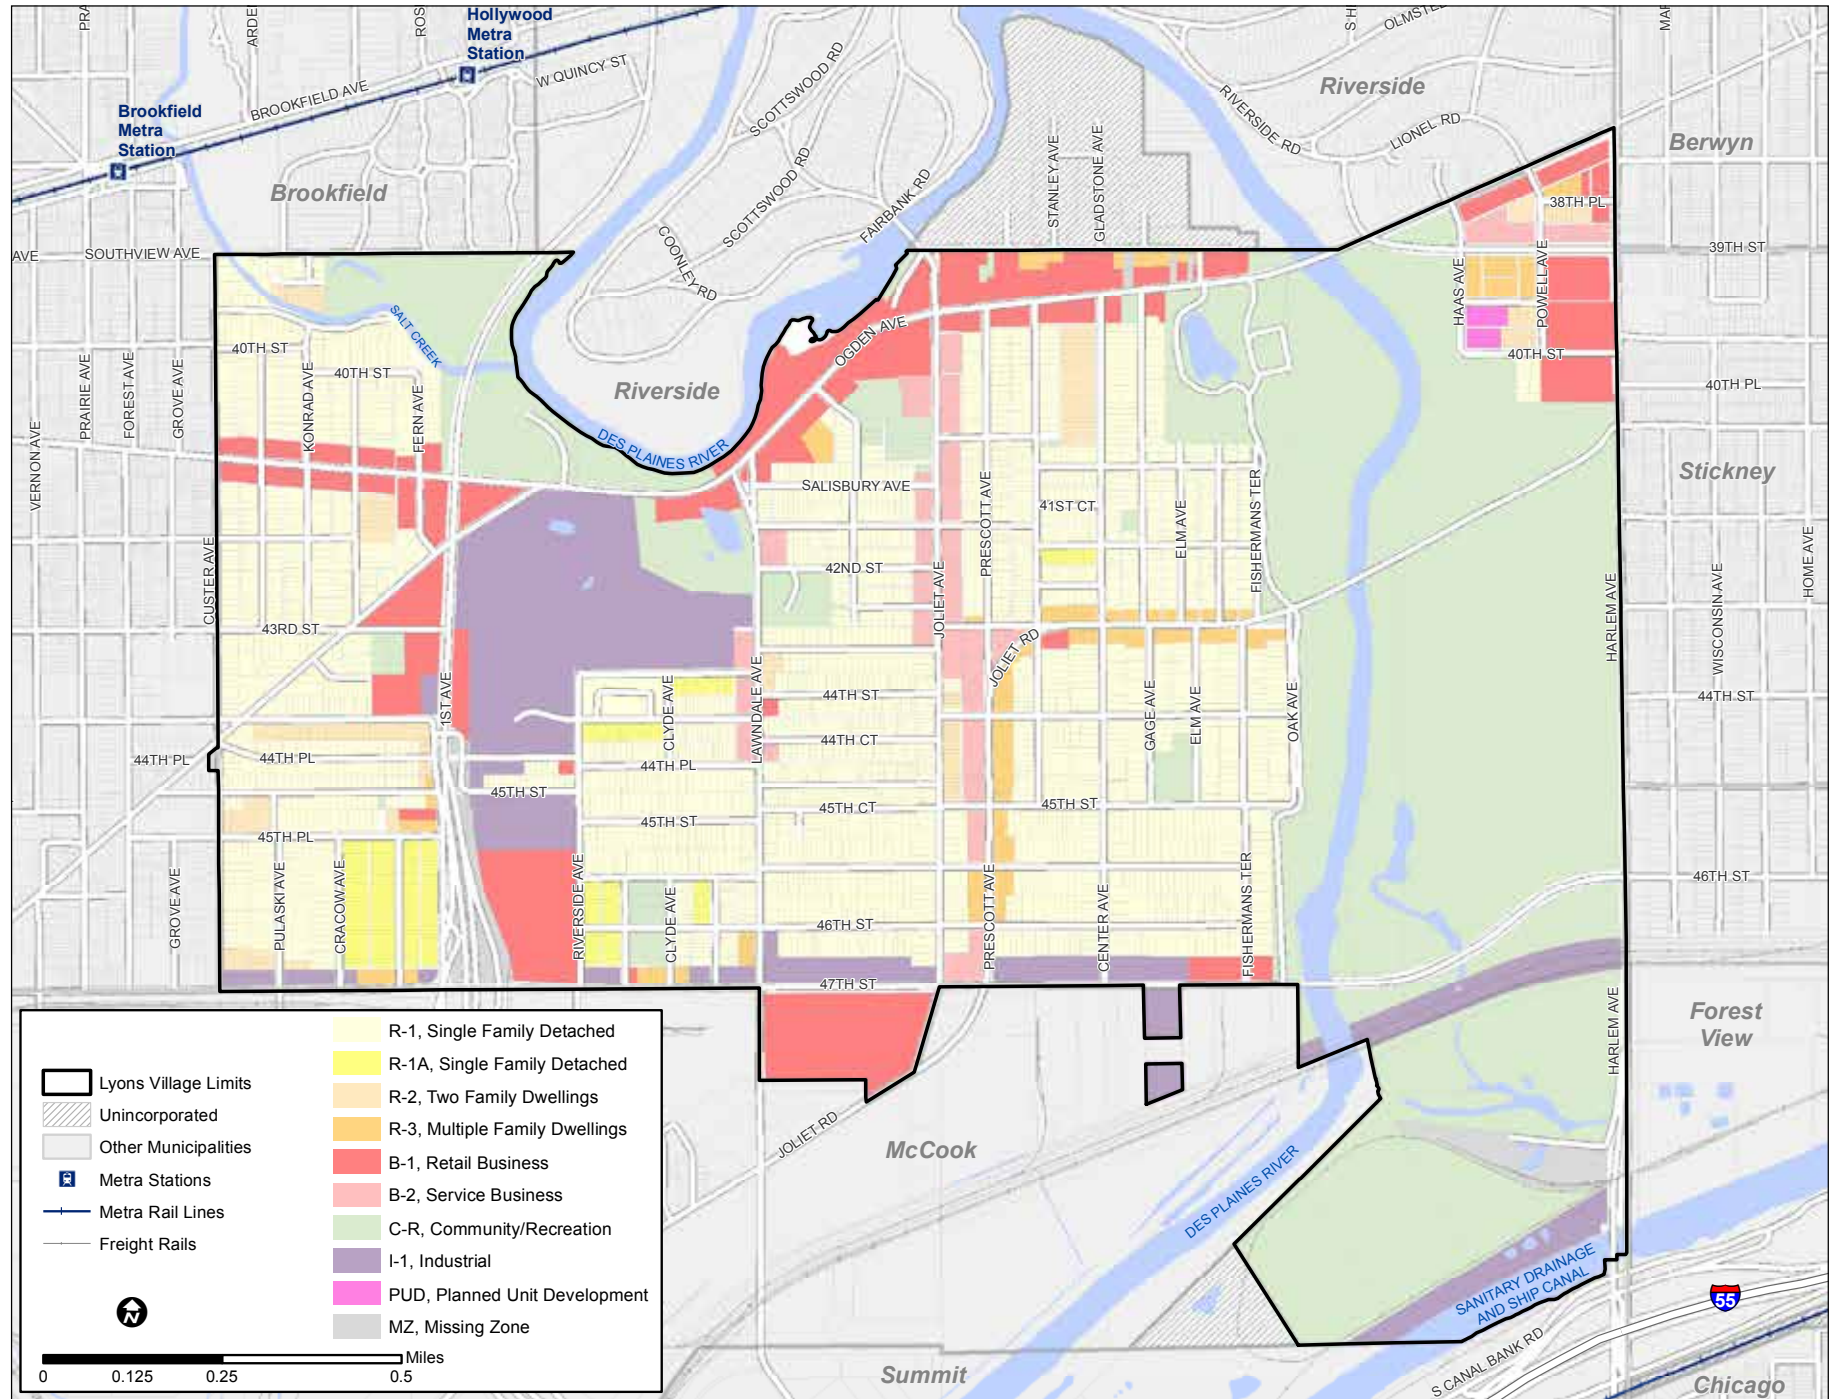 PRA
ARDE
ROS
Hollywood
Metra
Station
S H
OLMSTE
MAR
W QUINCY ST
SCOTTSWOOD RD
BROOKFIELD AVE
Riverside
RIVERSIDE RD
LIONEL RD
Brookfield
Metra
Station
Berwyn
STANLEY AVE
GLADSTONE AVE
Brookfield
SCOTTSWOOD RD
FAIRBANK RD
38TH PL
AVE
SOUTHVIEW AVE
COONLEY RD
39TH ST
HAAS AVE
POWELL AVE
SALT CREEK
OGDEN AVE
40TH ST
40TH ST
40TH ST
PRAIRIE AVE
FOREST AVE
GROVE AVE
KONRAD AVE
FERN AVE
Riverside
40TH PL
VERNON AVE
DES PLAINES RIVER
SALISBURY AVE
PRESCOTT AVE
41ST CT
ELM AVE
FISHERMANS TER
Stickney
CUSTER AVE
42ND ST
JOLIET AVE
HARLEM AVE
WISCONSIN AVE
HOME AVE
43RD ST
JOLIET RD
1ST AVE
CLYDE AVE
LAWNDALE AVE
44TH ST
GAGE AVE
ELM AVE
OAK AVE
44TH ST
44TH PL
44TH PL
44TH CT
44TH PL
45TH ST
45TH CT
45TH ST
45TH ST
45TH PL
GROVE AVE
PULASKI AVE
CRACOW AVE
RIVERSIDE AVE
CLYDE AVE
46TH ST
PRESCOTT AVE
CENTER AVE
FISHERMANS TER
46TH ST
47TH ST
HARLEM AVE
Forest
View
JOLIET RD
McCook
DES PLAINES RIVER
SANITARY DRAINAGE
AND SHIP CANAL
55
S CANAL BANK RD
Summit
Chicago
Lyons Village Limits
Unincorporated
Other Municipalities
Metra Stations
Metra Rail Lines
Freight Rails
R-1, Single Family Detached
R-1A, Single Family Detached
R-2, Two Family Dwellings
R-3, Multiple Family Dwellings
B-1, Retail Business
B-2, Service Business
C-R, Community/Recreation
I-1, Industrial
PUD, Planned Unit Development
MZ, Missing Zone
N
Miles
0 0.125 0.25 0.5